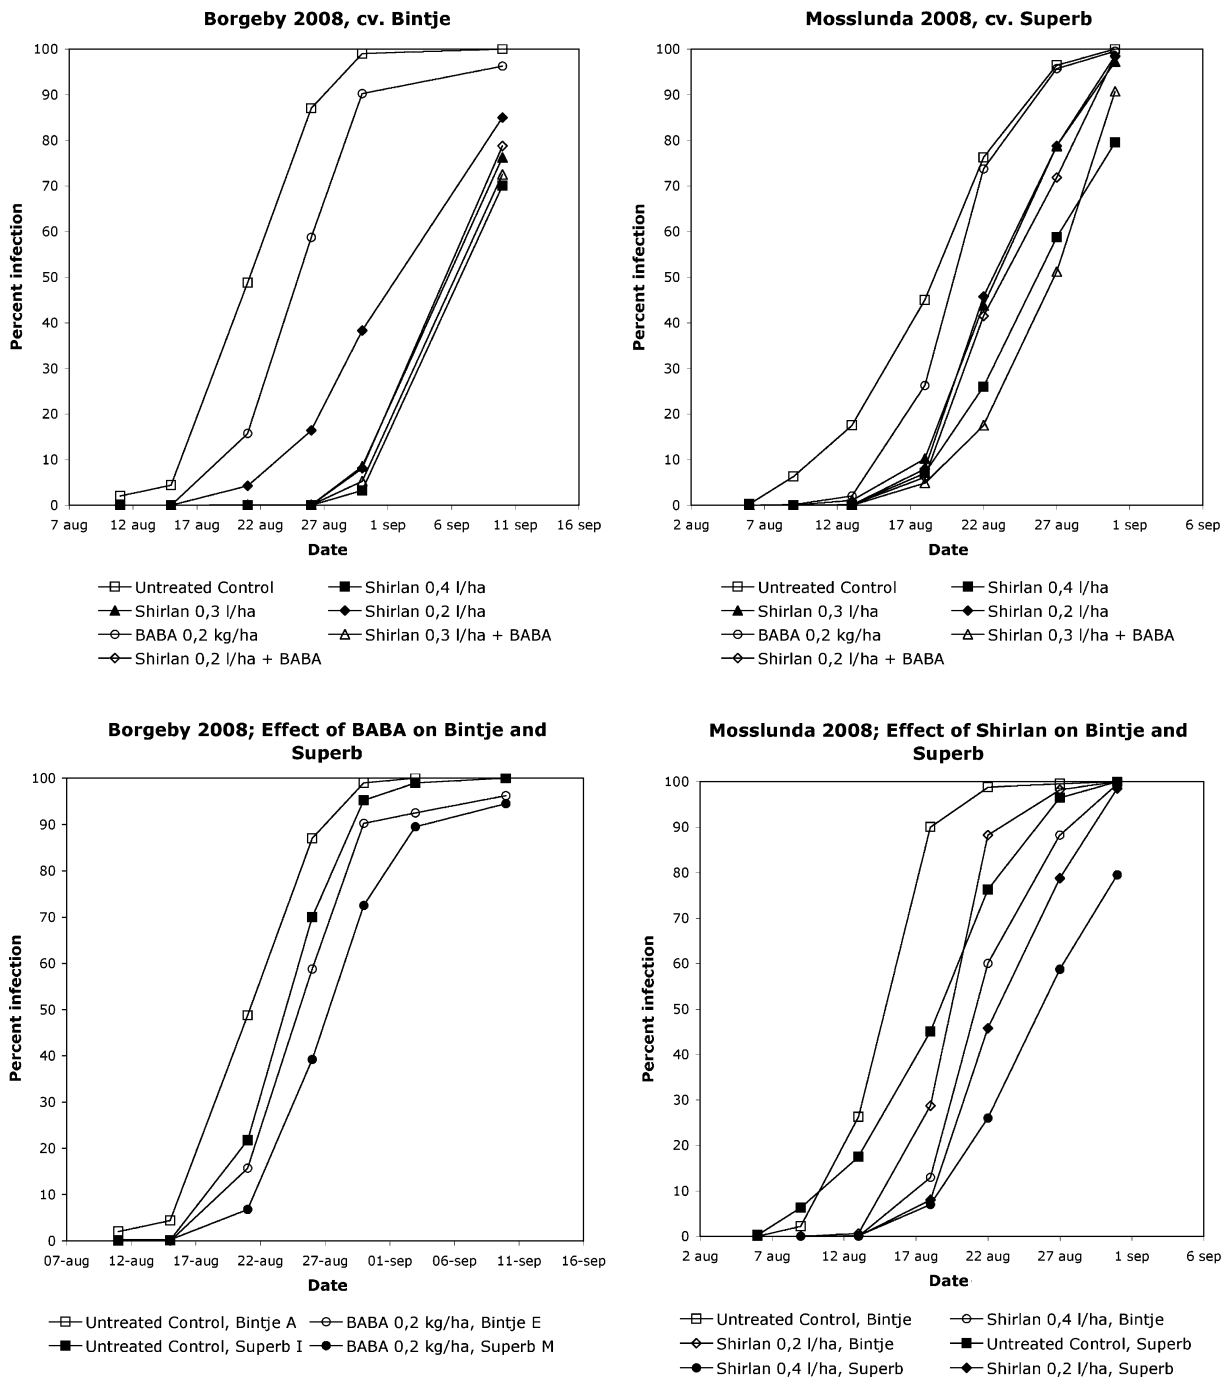 Borgeby 2008, cv. Bintje
100
90
80
70
60
50
40
30
20
10
0
Percent infection
7 aug 12 aug 17 aug 22 aug 27 aug 1 sep 6 sep 11 sep 16 sep
Date
Untreated Control Shirlan 0,4 l/ha
Shirlan 0,3 l/ha Shirlan 0,2 l/ha
BABA 0,2 kg/ha Shirlan 0,3 l/ha + BABA
Shirlan 0,2 l/ha + BABA
Mosslunda 2008, cv. Superb
100
90
80
70
60
50
40
30
20
10
0
Percent infection
2 aug 7 aug 12 aug 17 aug 22 aug 27 aug 1 sep 6 sep
Date
Untreated Control Shirlan 0,4 l/ha
Shirlan 0,3 l/ha Shirlan 0,2 l/ha
BABA 0,2 kg/ha Shirlan 0,3 l/ha + BABA
Shirlan 0,2 l/ha + BABA
Borgeby 2008; Effect of BABA on Bintje and
Superb
100
90
80
70
60
50
40
30
20
10
0
Percent infection
07-aug 12-aug 17-aug 22-aug 27-aug 01-sep 06-sep 11-sep 16-sep
Date
Untreated Control, Bintje A BABA 0,2 kg/ha, Bintje E
Untreated Control, Superb I BABA 0,2 kg/ha, Superb M
Mosslunda 2008; Effect of Shirlan on Bintje and
Superb
100
90
80
70
60
50
40
30
20
10
0
Percent infection
2 aug 7 aug 12 aug 17 aug 22 aug 27 aug 1 sep 6 sep
Date
Untreated Control, Bintje Shirlan 0,4 l/ha, Bintje
Shirlan 0,2 l/ha, Bintje Untreated Control, Superb
Shirlan 0,4 l/ha, Superb Shirlan 0,2 l/ha, Superb